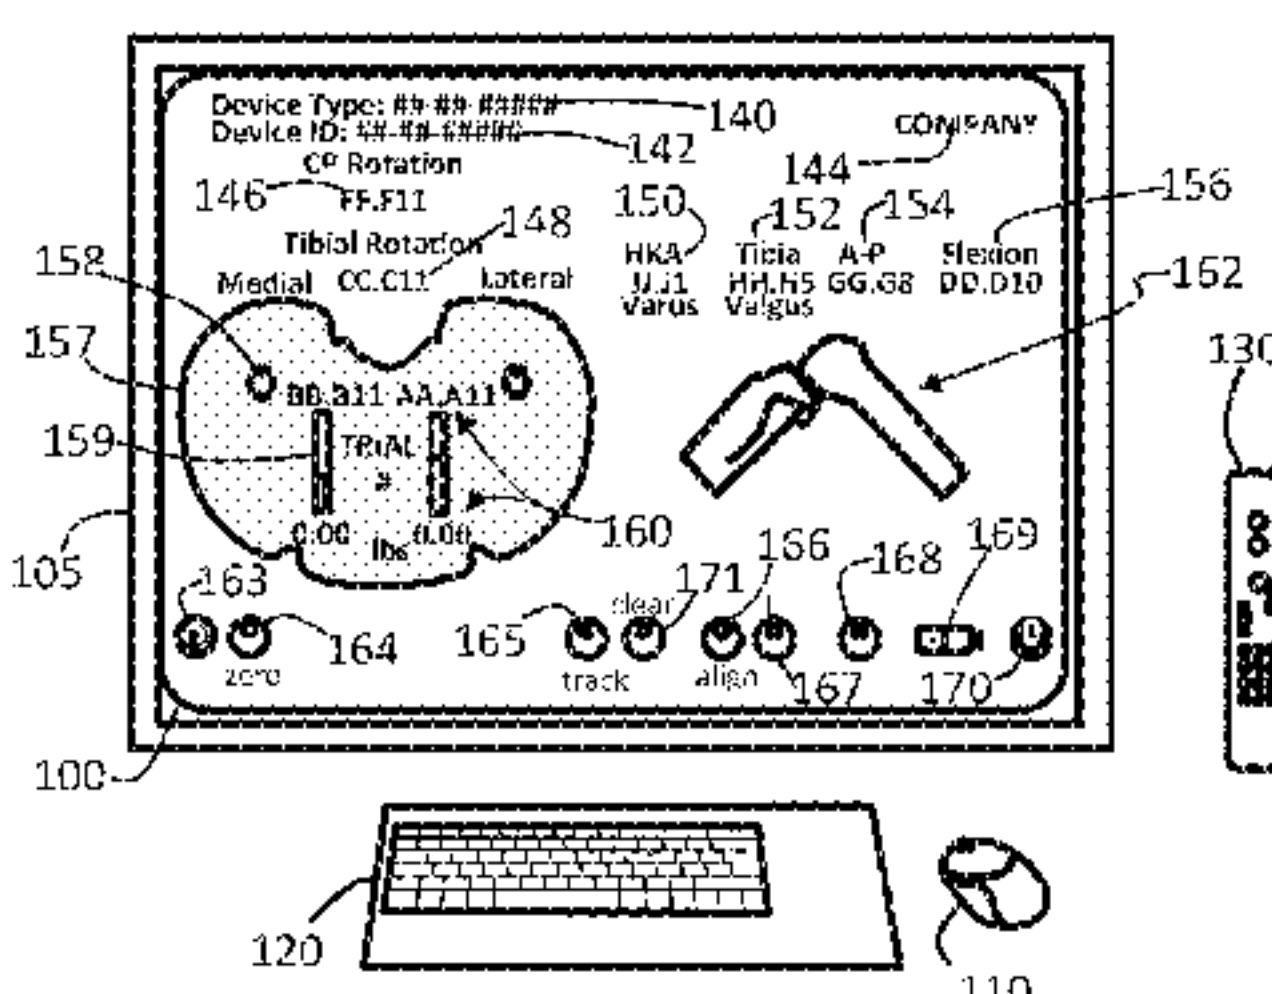 Device Type: ##-##-##### 140
COMPANY
Device ID: ##-##-##### 142
144
Cº Rotation
146 FF.F11
150 152 154 156
148
Tibial Rotation
HKA Tibia A-P Flexion
158
Medial CC.C11 Lateral
JJ.J1 HH.H5 GG.G8 DD.D10
162
Varus Valgus
157
130
BB.B11 AA.A11
159 TRIAL
#
0.00 0.00
lbs
160
105
163 171 166 168 169
clear
164 165
zero track align 167 170
100
120
110